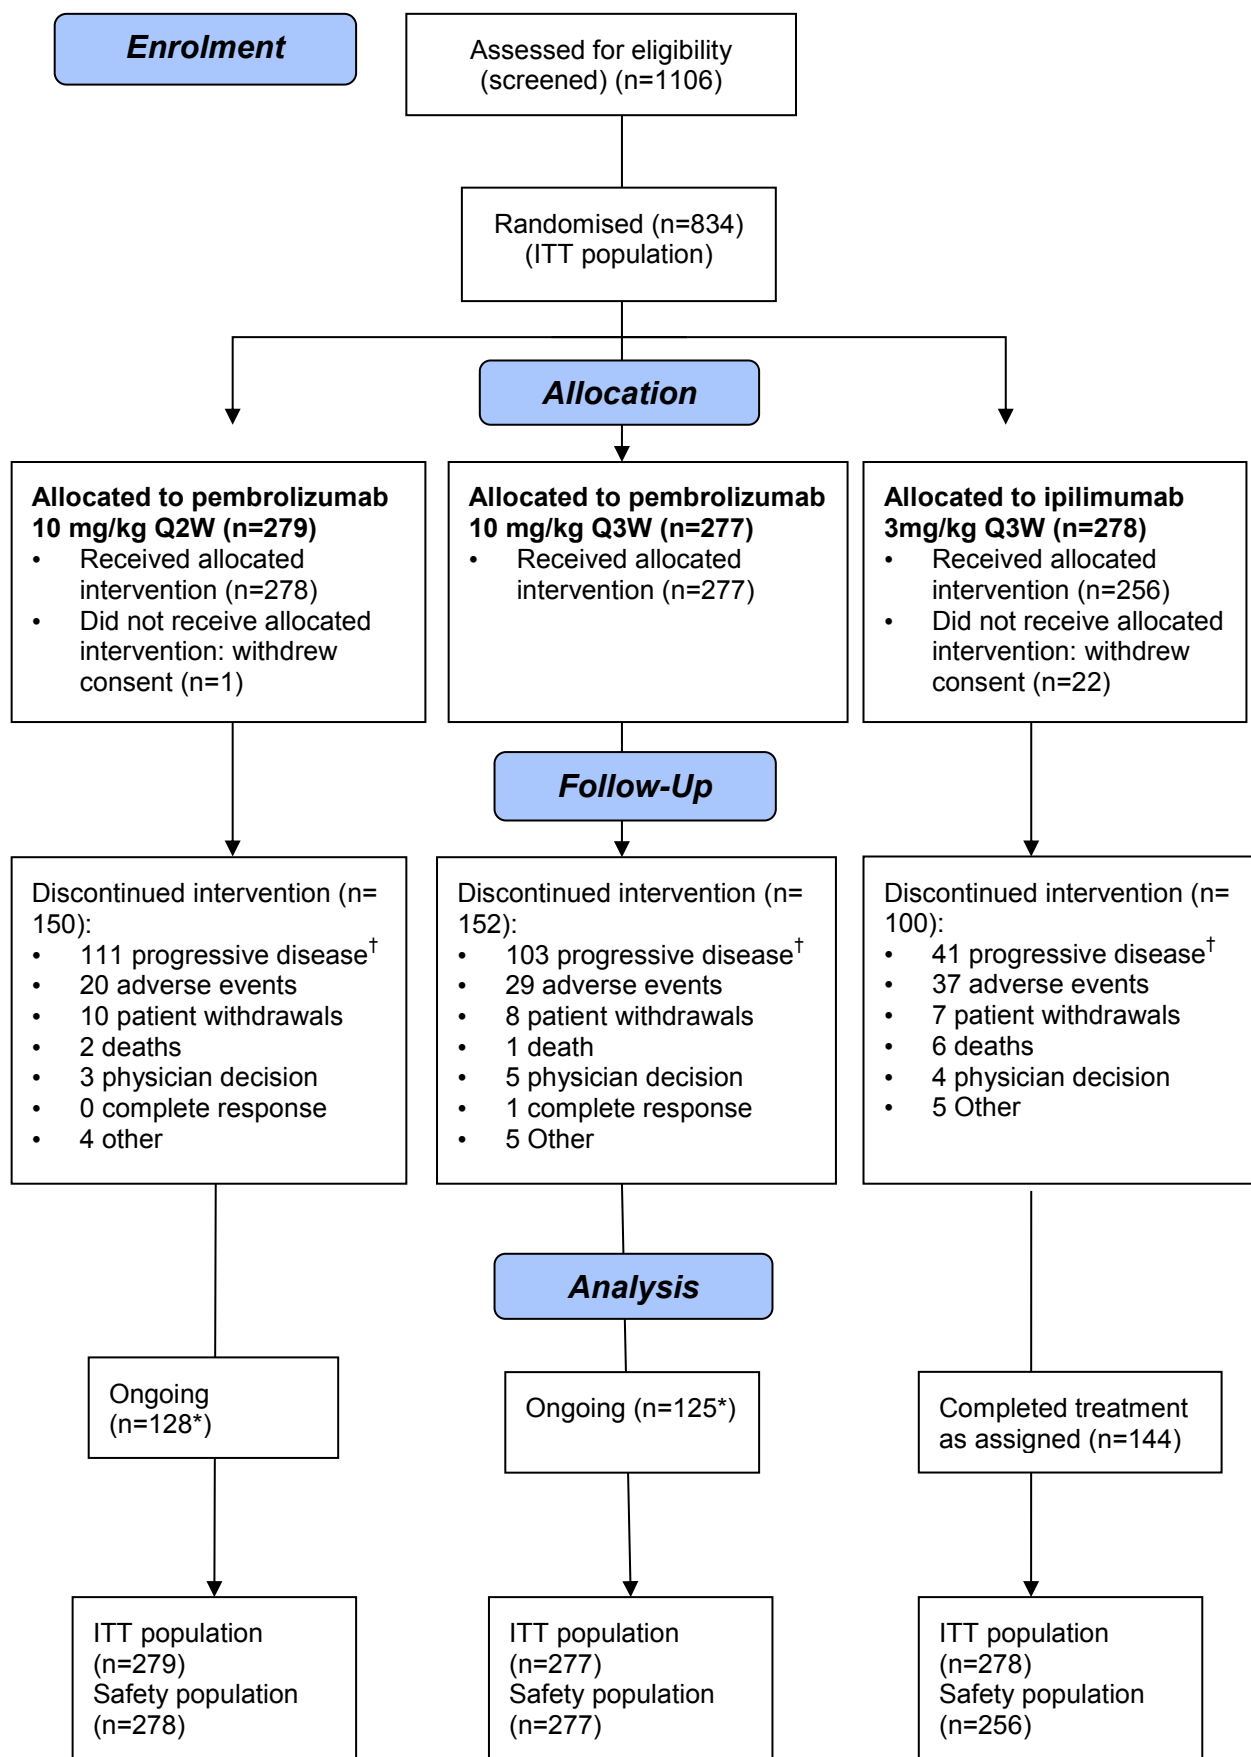 Enrolment
Assessed for eligibility
(screened) (n=1106)
Randomised (n=834)
(ITT population)
Allocation
Allocated to pembrolizumab
10 mg/kg Q2W (n=279)
• Received allocated
intervention (n=278)
• Did not receive allocated
intervention: withdrew
consent (n=1)
Allocated to pembrolizumab
10 mg/kg Q3W (n=277)
• Received allocated
intervention (n=277)
Allocated to ipilimumab
3mg/kg Q3W (n=278)
• Received allocated
intervention (n=256)
• Did not receive allocated
intervention: withdrew
consent (n=22)
Follow-Up
Discontinued intervention (n=
150):
• 111 progressive disease†
• 20 adverse events
• 10 patient withdrawals
• 2 deaths
• 3 physician decision
• 0 complete response
• 4 other
Discontinued intervention (n=
152):
• 103 progressive disease†
• 29 adverse events
• 8 patient withdrawals
• 1 death
• 5 physician decision
• 1 complete response
• 5 Other
Discontinued intervention (n=
100):
• 41 progressive disease†
• 37 adverse events
• 7 patient withdrawals
• 6 deaths
• 4 physician decision
• 5 Other
Analysis
Ongoing
(n=128*)
Ongoing (n=125*)
Completed treatment
as assigned (n=144)
ITT population
(n=279)
Safety population
(n=278)
ITT population
(n=277)
Safety population
(n=277)
ITT population
(n=278)
Safety population
(n=256)